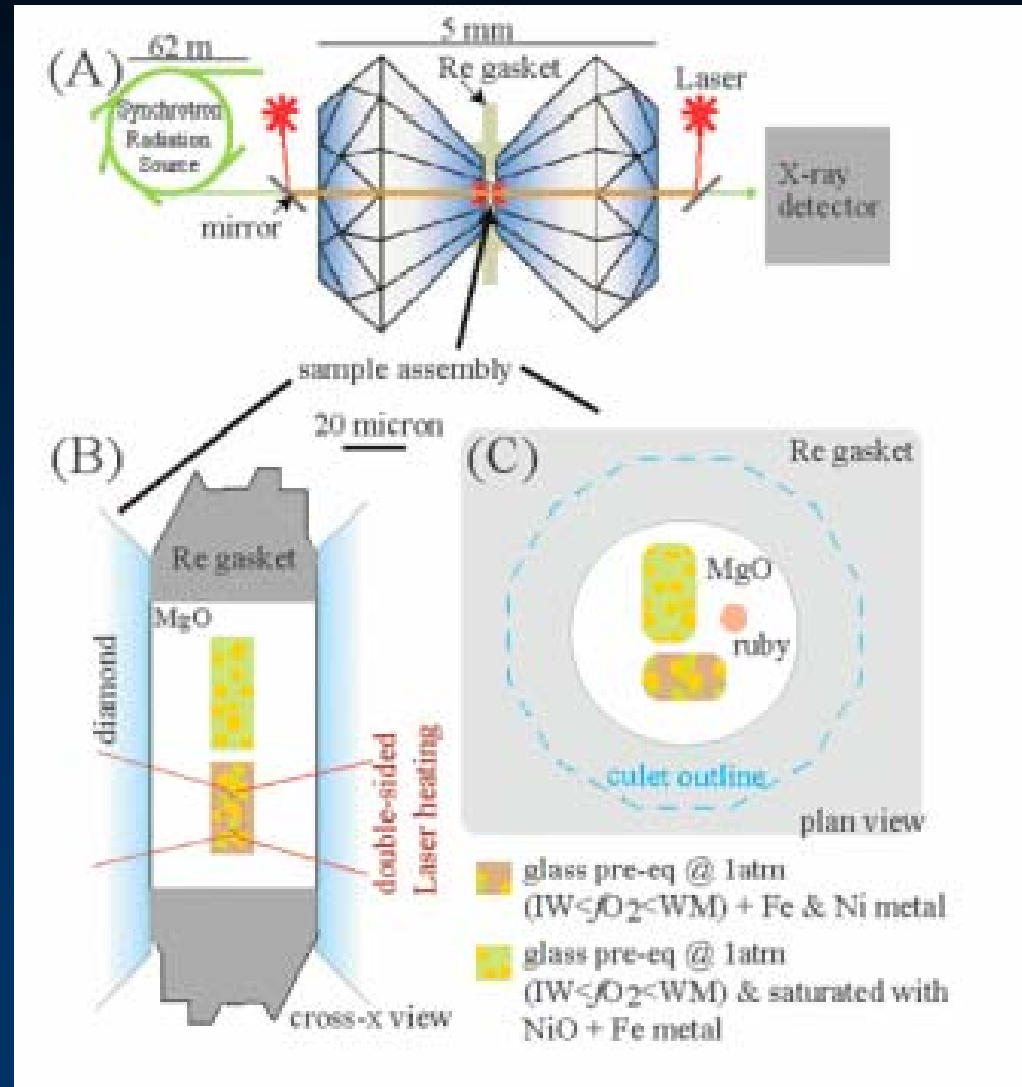 (A)
62 m
5 mm
Re gasket
Laser
Synchrotron
Radiation
Source
mirror
X-ray
detector
sample assembly
20 micron
(B)
Re gasket
MgO
diamond
double-sided
Laser heating
cross-x view
(C)
Re gasket
MgO
ruby
culet outline
plan view
glass pre-eq @ 1atm
(IW<fO2<WM) + Fe & Ni metal
glass pre-eq @ 1atm
(IW<fO2<WM) & saturated with
NiO + Fe metal